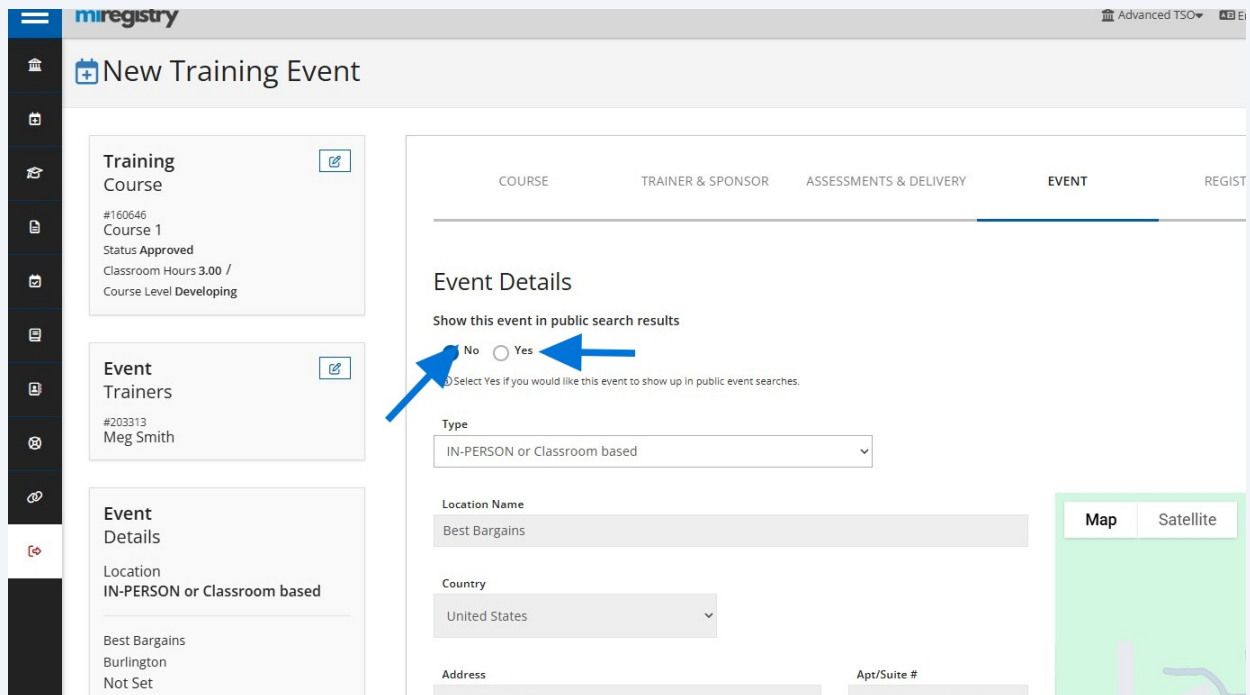 miregistry
Advanced TSO
New Training Event
Training
Course
#160646
Course 1
Status Approved
Classroom Hours 3.00 /
Course Level Developing
Event
Trainers
#203313
Meg Smith
Event
Details
Location
IN-PERSON or Classroom based
Best Bargains
Burlington
Not Set
COURSE TRAINER & SPONSOR ASSESSMENTS & DELIVERY EVENT REGIST
Event Details
Show this event in public search results
No Yes
Select Yes if you would like this event to show up in public event searches.
Type
IN-PERSON or Classroom based
Location Name
Best Bargains
Country
United States
Address Apt/Suite #
Map Satellite